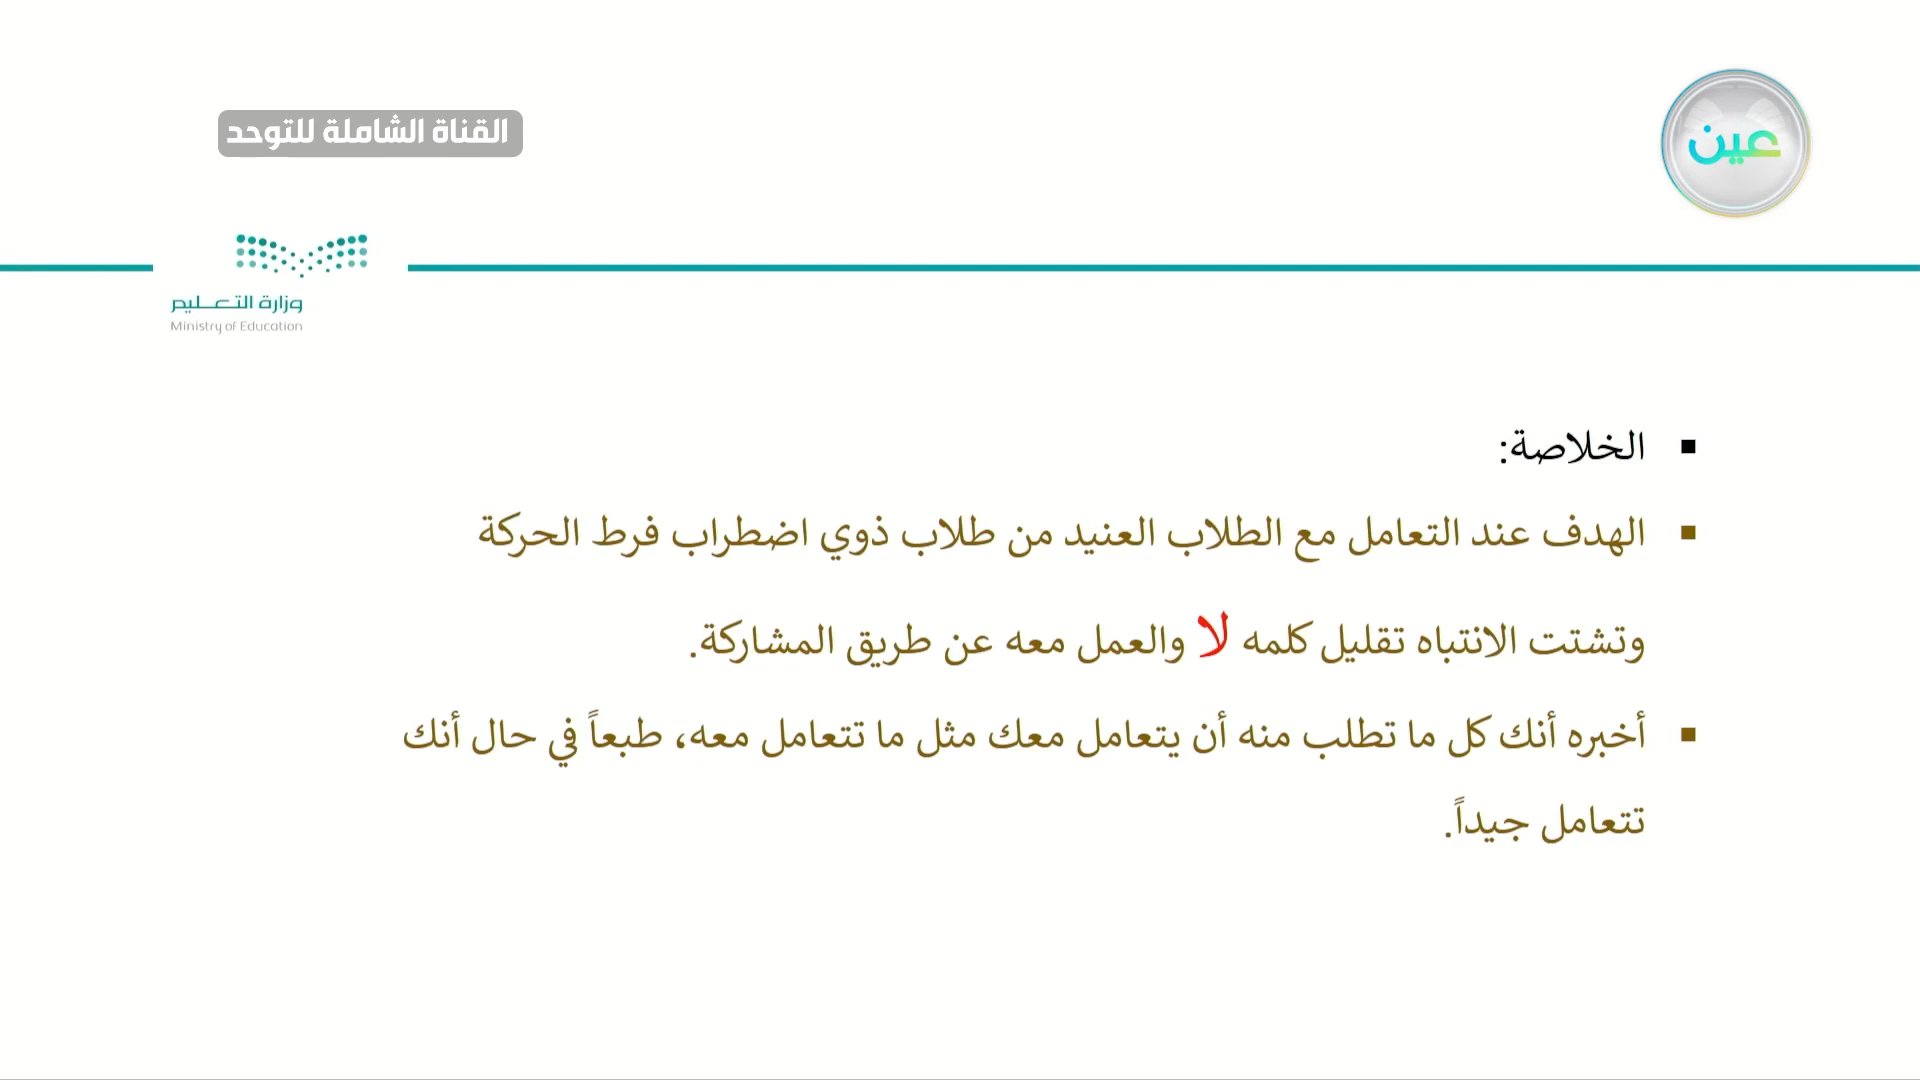 عين
القناة الشاملة للتوحد
وزارة التعليم
Ministry of Education
الخلاصة:
الهدف عند التعامل مع الطلاب العنيد من طلاب ذوي اضطراب فرط الحركة
وتشتت الانتباه تقليل كلمه لا والعمل معه عن طريق المشاركة.
أخبره أنك كل ما تطلب منه أن يتعامل معك مثل ما تتعامل معه، طبعاً في حال أنك
تتعامل جيداً.